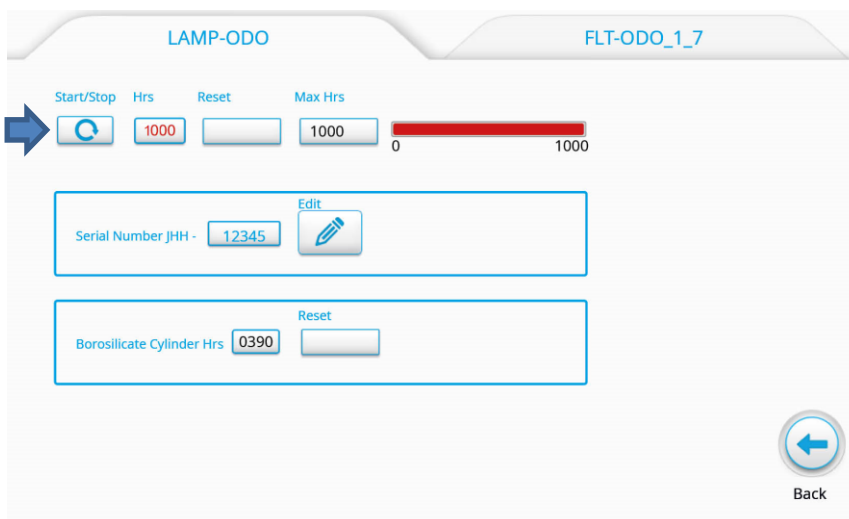 LAMP-ODO FLT-ODO_1_7
Start/Stop Hrs Reset Max Hrs
1000 1000
0 1000
Edit
Serial Number JHH - 12345
Reset
Borosilicate Cylinder Hrs 0390
Back